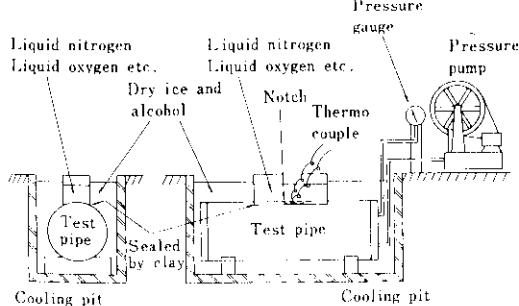 Pressure
gauge
Liquid nitrogen
Liquid oxygen etc.
Liquid nitrogen
Liquid oxygen etc.
Pressure
pump
Dry ice and
alcohol
Notch
Thermo
couple
Test
pipe
Sealed
by clay
Test pipe
Cooling pit
Cooling pit